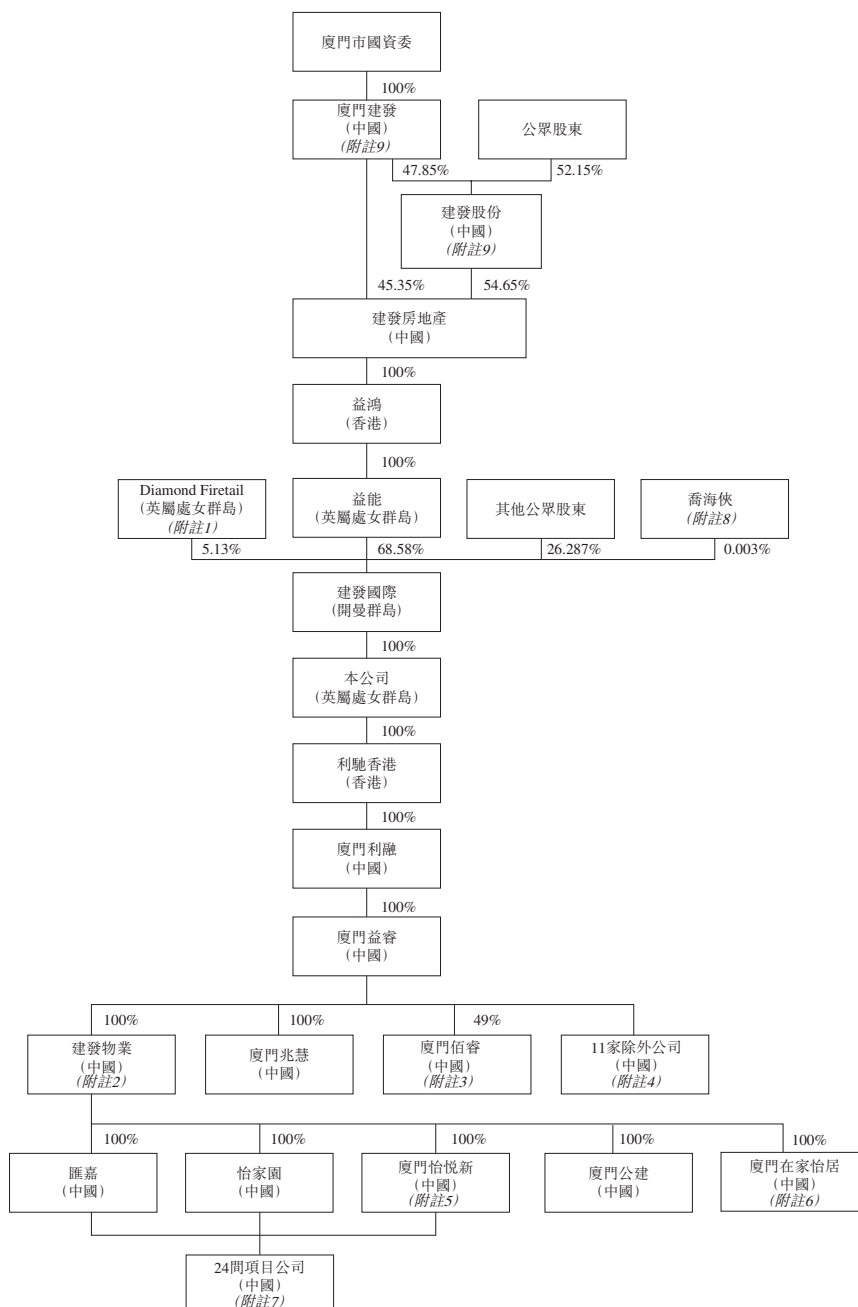 廈門市國資委
100%
廈門建發
(中國)
(附註9)
公眾股東
47.85%
52.15%
建發股份
(中國)
(附註9)
45.35%
54.65%
建發房地產
(中國)
100%
益鴻
(香港)
100%
Diamond Firetail
(英屬處女群島)
(附註1)
益能
(英屬處女群島)
其他公眾股東
喬海俠
(附註8)
5.13%
68.58%
26.287%
0.003%
建發國際
(開曼群島)
100%
本公司
(英屬處女群島)
100%
利馳香港
(香港)
100%
廈門利融
(中國)
100%
廈門益睿
(中國)
100%
100%
49%
建發物業
(中國)
(附註2)
廈門兆慧
(中國)
廈門佰睿
(中國)
(附註3)
11家除外公司
(中國)
(附註4)
100%
100%
100%
100%
100%
匯嘉
(中國)
怡家園
(中國)
廈門怡悅新
(中國)
(附註5)
廈門公建
(中國)
廈門在家怡居
(中國)
(附註6)
24間項目公司
(中國)
(附註7)